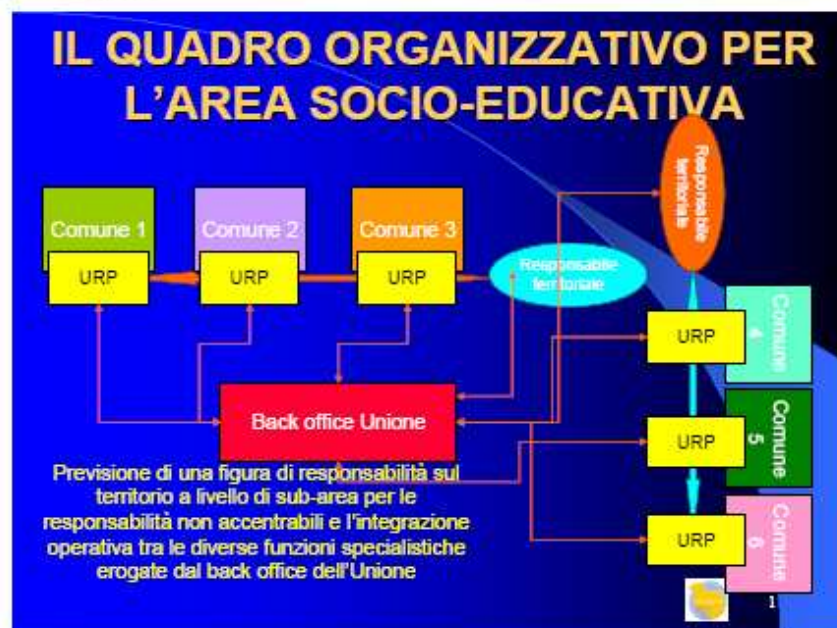 IL QUADRO ORGANIZZATIVO PER
L'AREA SOCIO-EDUCATIVA
Responsabile
territoriale
Comune 1
Comune 2
Comune 3
URP
URP
URP
Responsabile
territoriale
URP
Comune
4
Back office Unione
URP
Comune
5
Previsione di una figura di responsabilità sul
territorio a livello di sub-area per le
responsabilità non accentrabili e l'integrazione
operativa tra le diverse funzioni specialistiche
erogate dal back office dell'Unione
URP
Comune
6
1